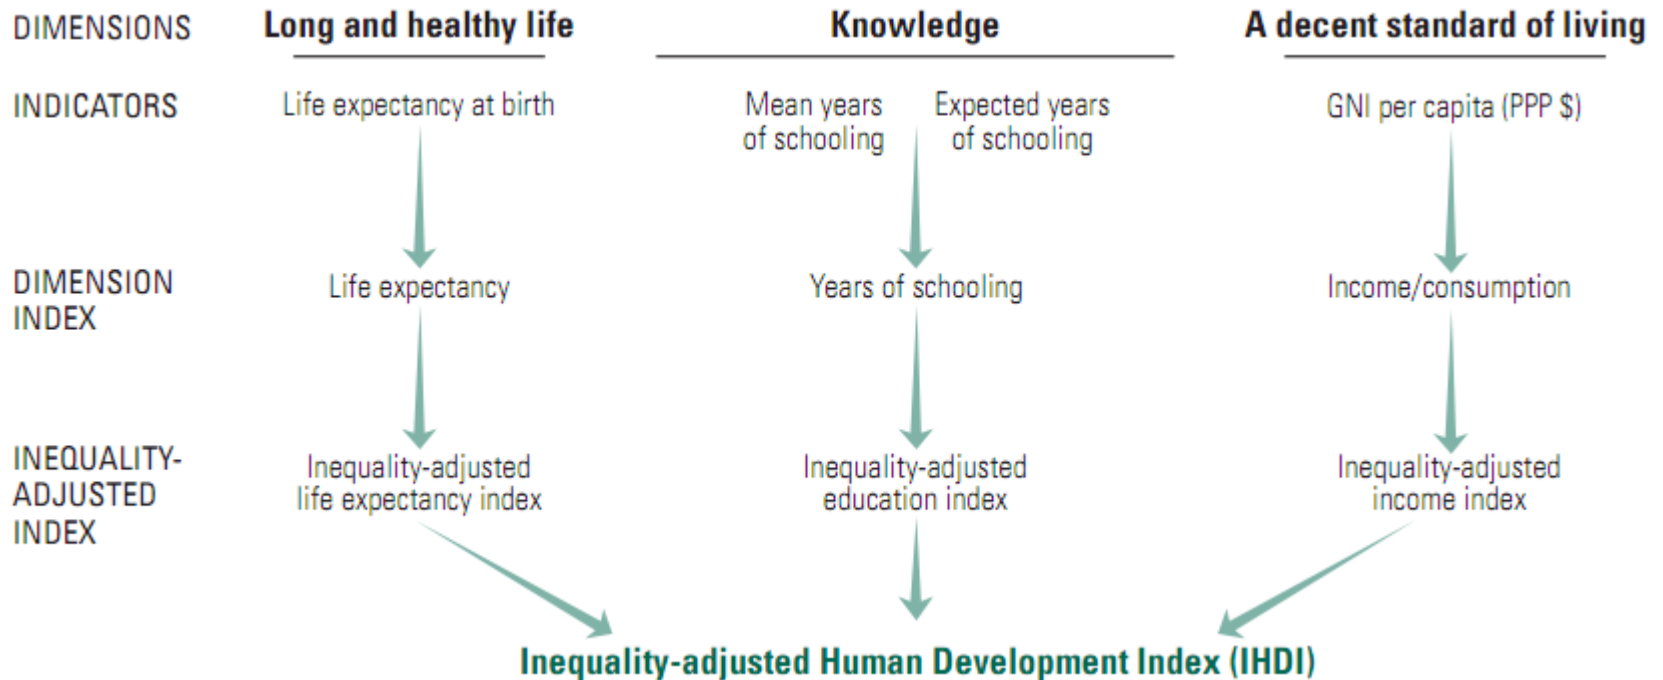 DIMENSIONS Long and healthy life Knowledge A decent standard of living
INDICATORS Life expectancy at birth Mean years of schooling Expected years of schooling GNI per capita (PPP $)
DIMENSION INDEX Life expectancy Years of schooling Income/consumption
INEQUALITY-ADJUSTED INDEX Inequality-adjusted life expectancy index Inequality-adjusted education index Inequality-adjusted income index
Inequality-adjusted Human Development Index (IHDI)